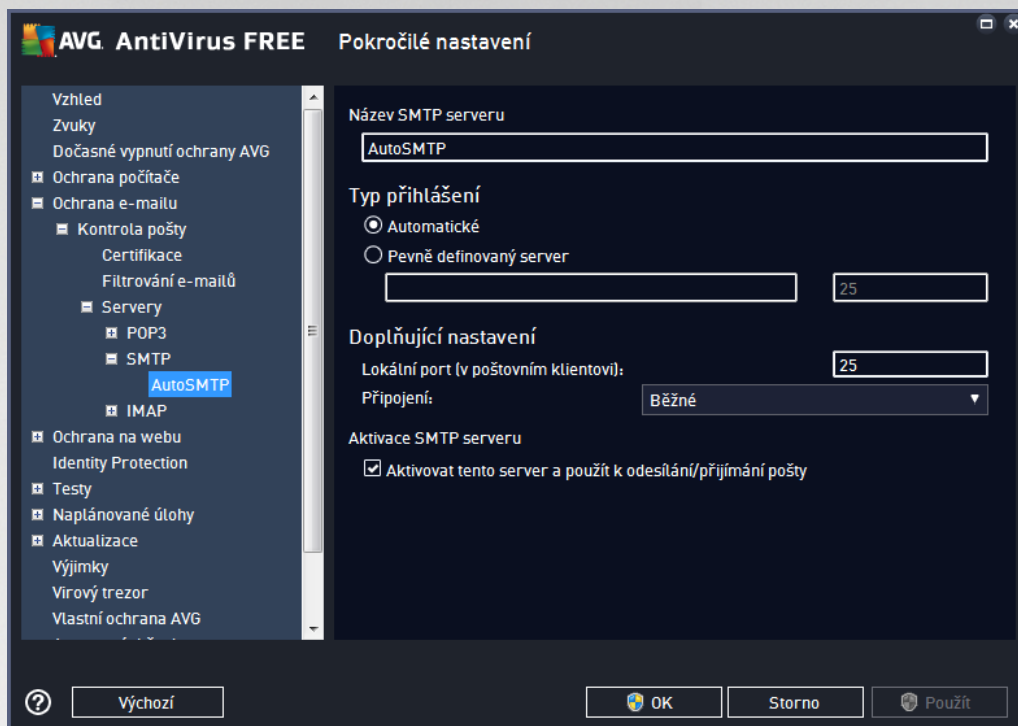 AVG. AntiVirus FREE Pokročilé nastavení
Vzhled
Zvuky
Dočasné vypnutí ochrany AVG
Ochrana počítače
Ochrana e-mailu
Kontrola pošty
Certifikace
Filtrování e-mailů
Servery
POP3
SMTP
AutoSMTP
IMAP
Ochrana na webu
Identity Protection
Testy
Naplánované úlohy
Aktualizace
Výjimky
Virový trezor
Vlastní ochrana AVG
Název SMTP serveru
AutoSMTP
Typ přihlášení
Automatické
Pevně definovaný server
25
Doplňující nastavení
Lokální port (v poštovním klientovi): 25
Připojení: Běžné
Aktivace SMTP serveru
Aktivovat tento server a použít k odesílání/přijímání pošty
? Výchozí OK Storno Použít